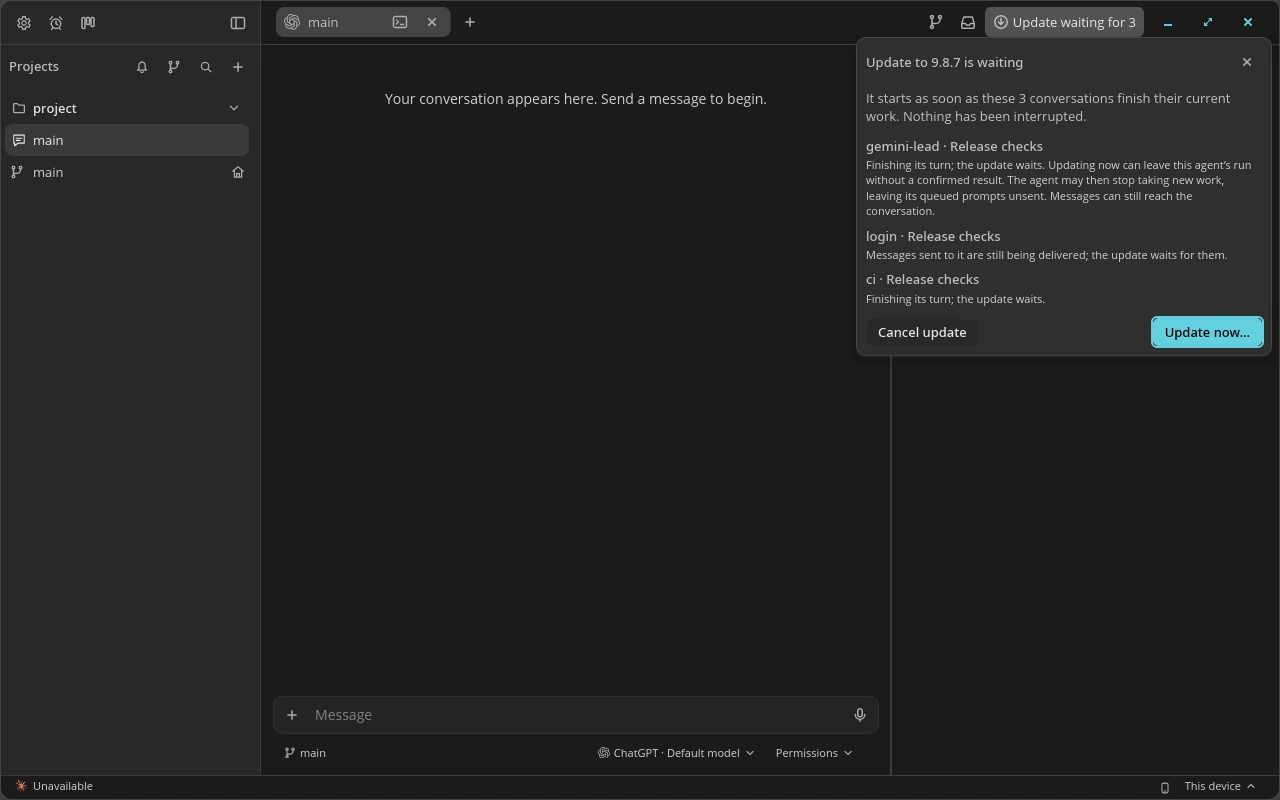 main
Update waiting for 3
Projects
project
main
main
Your conversation appears here. Send a message to begin.
Update to 9.8.7 is waiting
It starts as soon as these 3 conversations finish their current
work. Nothing has been interrupted.
gemini-lead · Release checks
Finishing its turn; the update waits. Updating now can leave this agent’s run
without a confirmed result. The agent may then stop taking new work,
leaving its queued prompts unsent. Messages can still reach the
conversation.
login · Release checks
Messages sent to it are still being delivered; the update waits for them.
ci · Release checks
Finishing its turn; the update waits.
Cancel update
Update now…
Message
main
ChatGPT · Default model
Permissions
Unavailable
This device